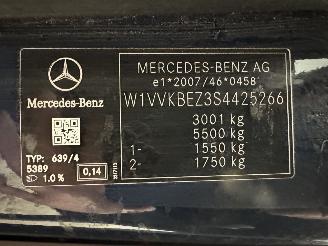 MERCEDES-BENZ AG
e1*2007/46*0458
W1VVKBEZ3S4425266
3001 kg
5500 kg
1- 1550 kg
2- 1750 kg
Mercedes-Benz
TYP: 639/4
5389
1.0 % 0,14